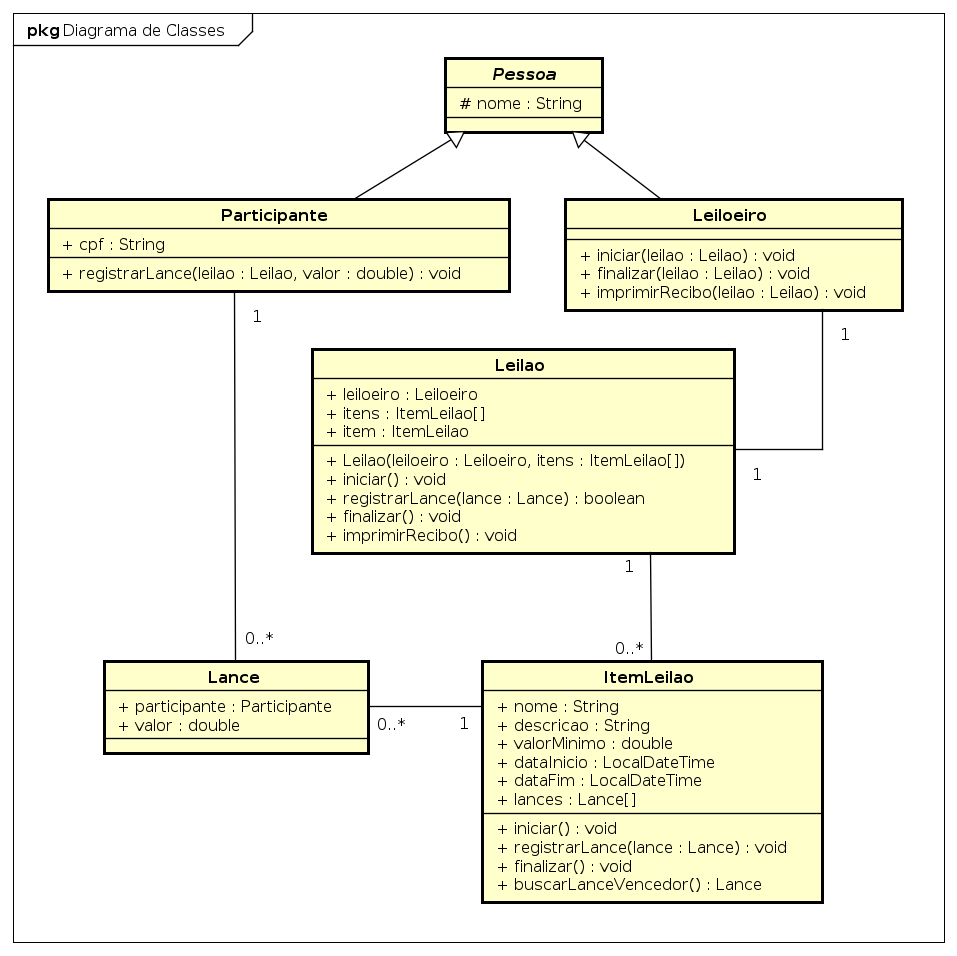 pkg Diagrama de Classes
Pessoa
# nome : String
Participante
+ cpf : String
+ registrarLance(leilao : Leilao, valor : double) : void
Leiloeiro
+ iniciar(leilao : Leilao) : void
+ finalizar(leilao : Leilao) : void
+ imprimirRecibo(leilao : Leilao) : void
1
1
Leilao
+ leiloeiro : Leiloeiro
+ itens : ItemLeilao[]
+ item : ItemLeilao
+ Leilao(leiloeiro : Leiloeiro, itens : ItemLeilao[])
+ iniciar() : void
+ registrarLance(lance : Lance) : boolean
+ finalizar() : void
+ imprimirRecibo() : void
1
1
0..*
0..*
Lance
+ participante : Participante
+ valor : double
0..*
1
ItemLeilao
+ nome : String
+ descricao : String
+ valorMinimo : double
+ dataInicio : LocalDateTime
+ dataFim : LocalDateTime
+ lances : Lance[]
+ iniciar() : void
+ registrarLance(lance : Lance) : void
+ finalizar() : void
+ buscarLanceVencedor() : Lance